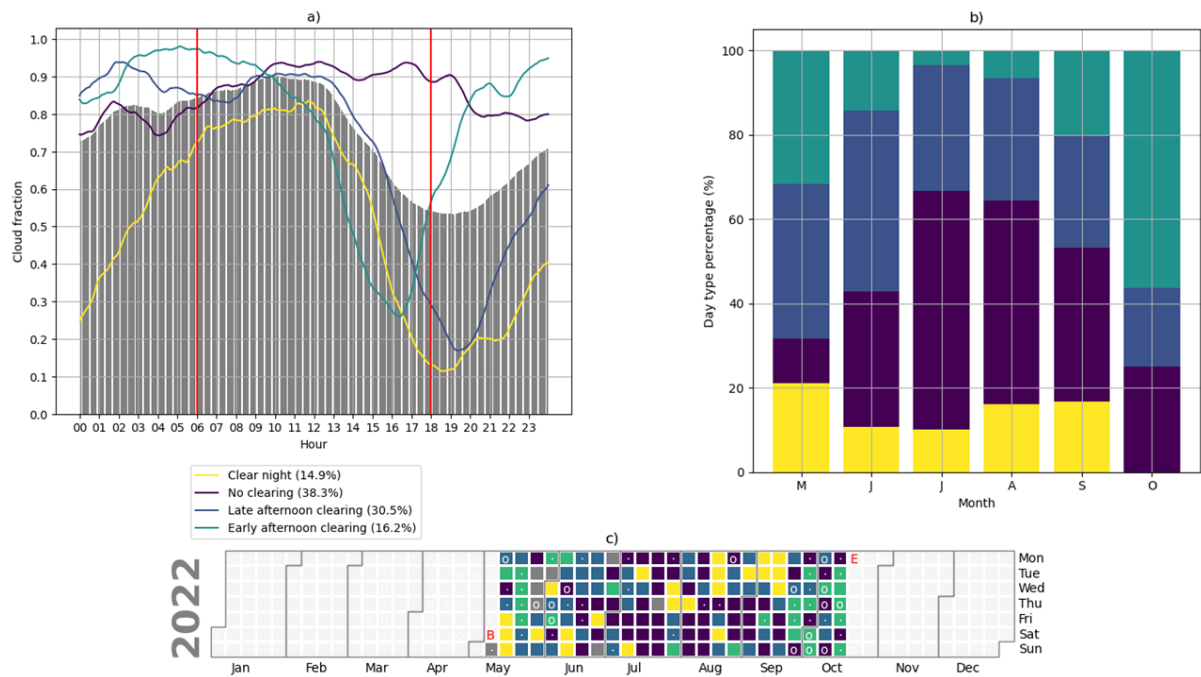 a)
1.0
0.9
0.8
0.7
0.6
0.5
0.4
0.3
0.2
0.1
0.0
Cloud fraction
00 01 02 03 04 05 06 07 08 09 10 11 12 13 14 15 16 17 18 19 20 21 22 23
Hour
Clear night (14.9%)
No clearing (38.3%)
Late afternoon clearing (30.5%)
Early afternoon clearing (16.2%)
b)
100
80
60
40
20
0
Day type percentage (%)
M J J A S O
Month
c)
2022
B
E
Mon
Tue
Wed
Thu
Fri
Sat
Sun
Jan Feb Mar Apr May Jun Jul Aug Sep Oct Nov Dec